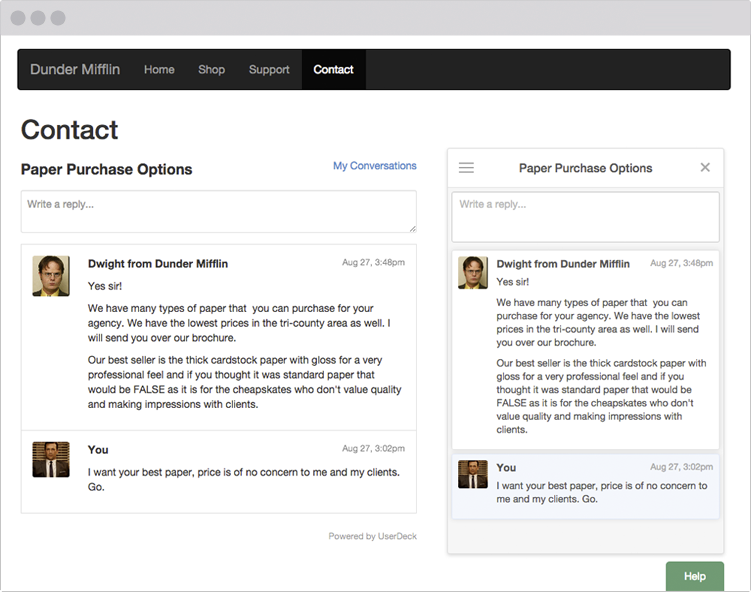 Dunder Mifflin Home Shop Support Contact
Contact
Paper Purchase Options My Conversations
Write a reply...
Dwight from Dunder Mifflin Aug 27, 3:48pm
Yes sir!
We have many types of paper that  you can purchase for your
agency. We have the lowest prices in the tri-county area as well. I
will send you over our brochure.
Our best seller is the thick cardstock paper with gloss for a very
professional feel and if you thought it was standard paper that
would be FALSE as it is for the cheapskates who don't value quality
and making impressions with clients.
You Aug 27, 3:02pm
I want your best paper, price is of no concern to me and my clients.
Go.
Powered by UserDeck
Paper Purchase Options
Write a reply...
Dwight from Dunder Mifflin Aug 27, 3:48pm
Yes sir!
We have many types of paper that  you can
purchase for your agency. We have the lowest
prices in the tri-county area as well. I will send
you over our brochure.
Our best seller is the thick cardstock paper with
gloss for a very professional feel and if you
thought it was standard paper that would be
FALSE as it is for the cheapskates who don't
value quality and making impressions with
clients.
You Aug 27, 3:02pm
I want your best paper, price is of no concern to
me and my clients. Go.
Help